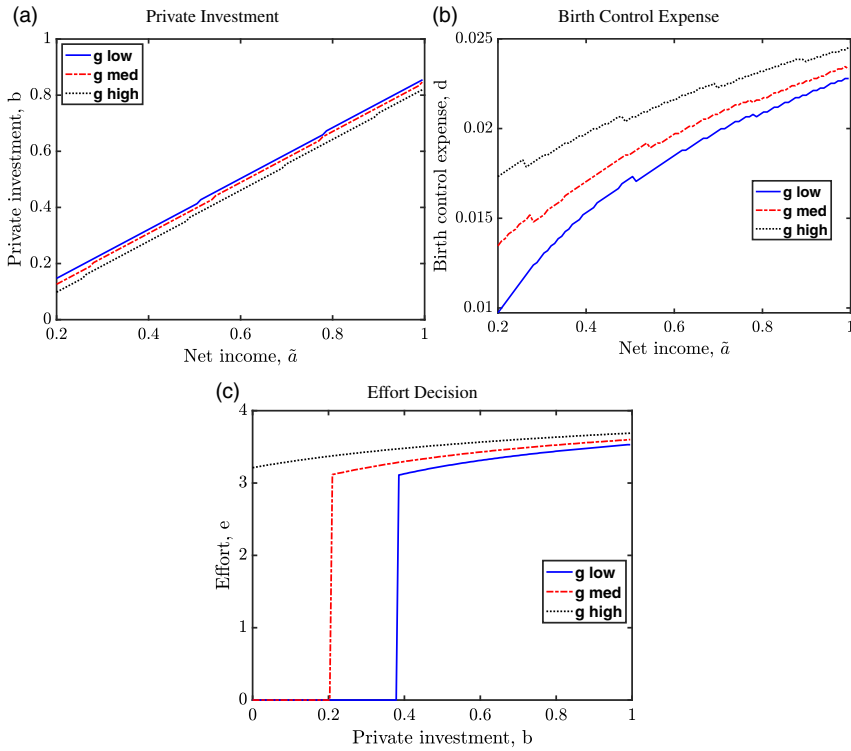 (a)
Private Investment
1
0.8
0.6
0.4
0.2
0
Private investment, b
g low
g med
g high
0.2
0.4
0.6
0.8
1
Net income, ã
(b)
Birth Control Expense
0.025
0.02
0.015
0.01
Birth control expense, d
g low
g med
g high
0.2
0.4
0.6
0.8
1
Net income, ã
(c)
Effort Decision
4
3
2
1
0
Effort, e
g low
g med
g high
0
0.2
0.4
0.6
0.8
1
Private investment, b